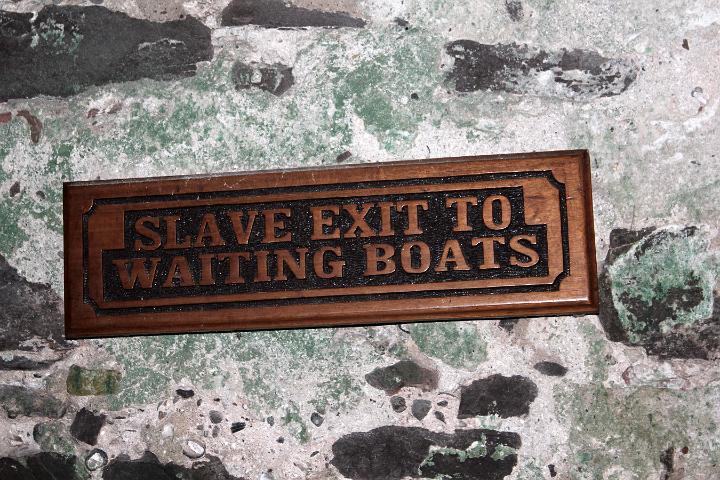 SLAVE EXIT TO
WAITING BOATS